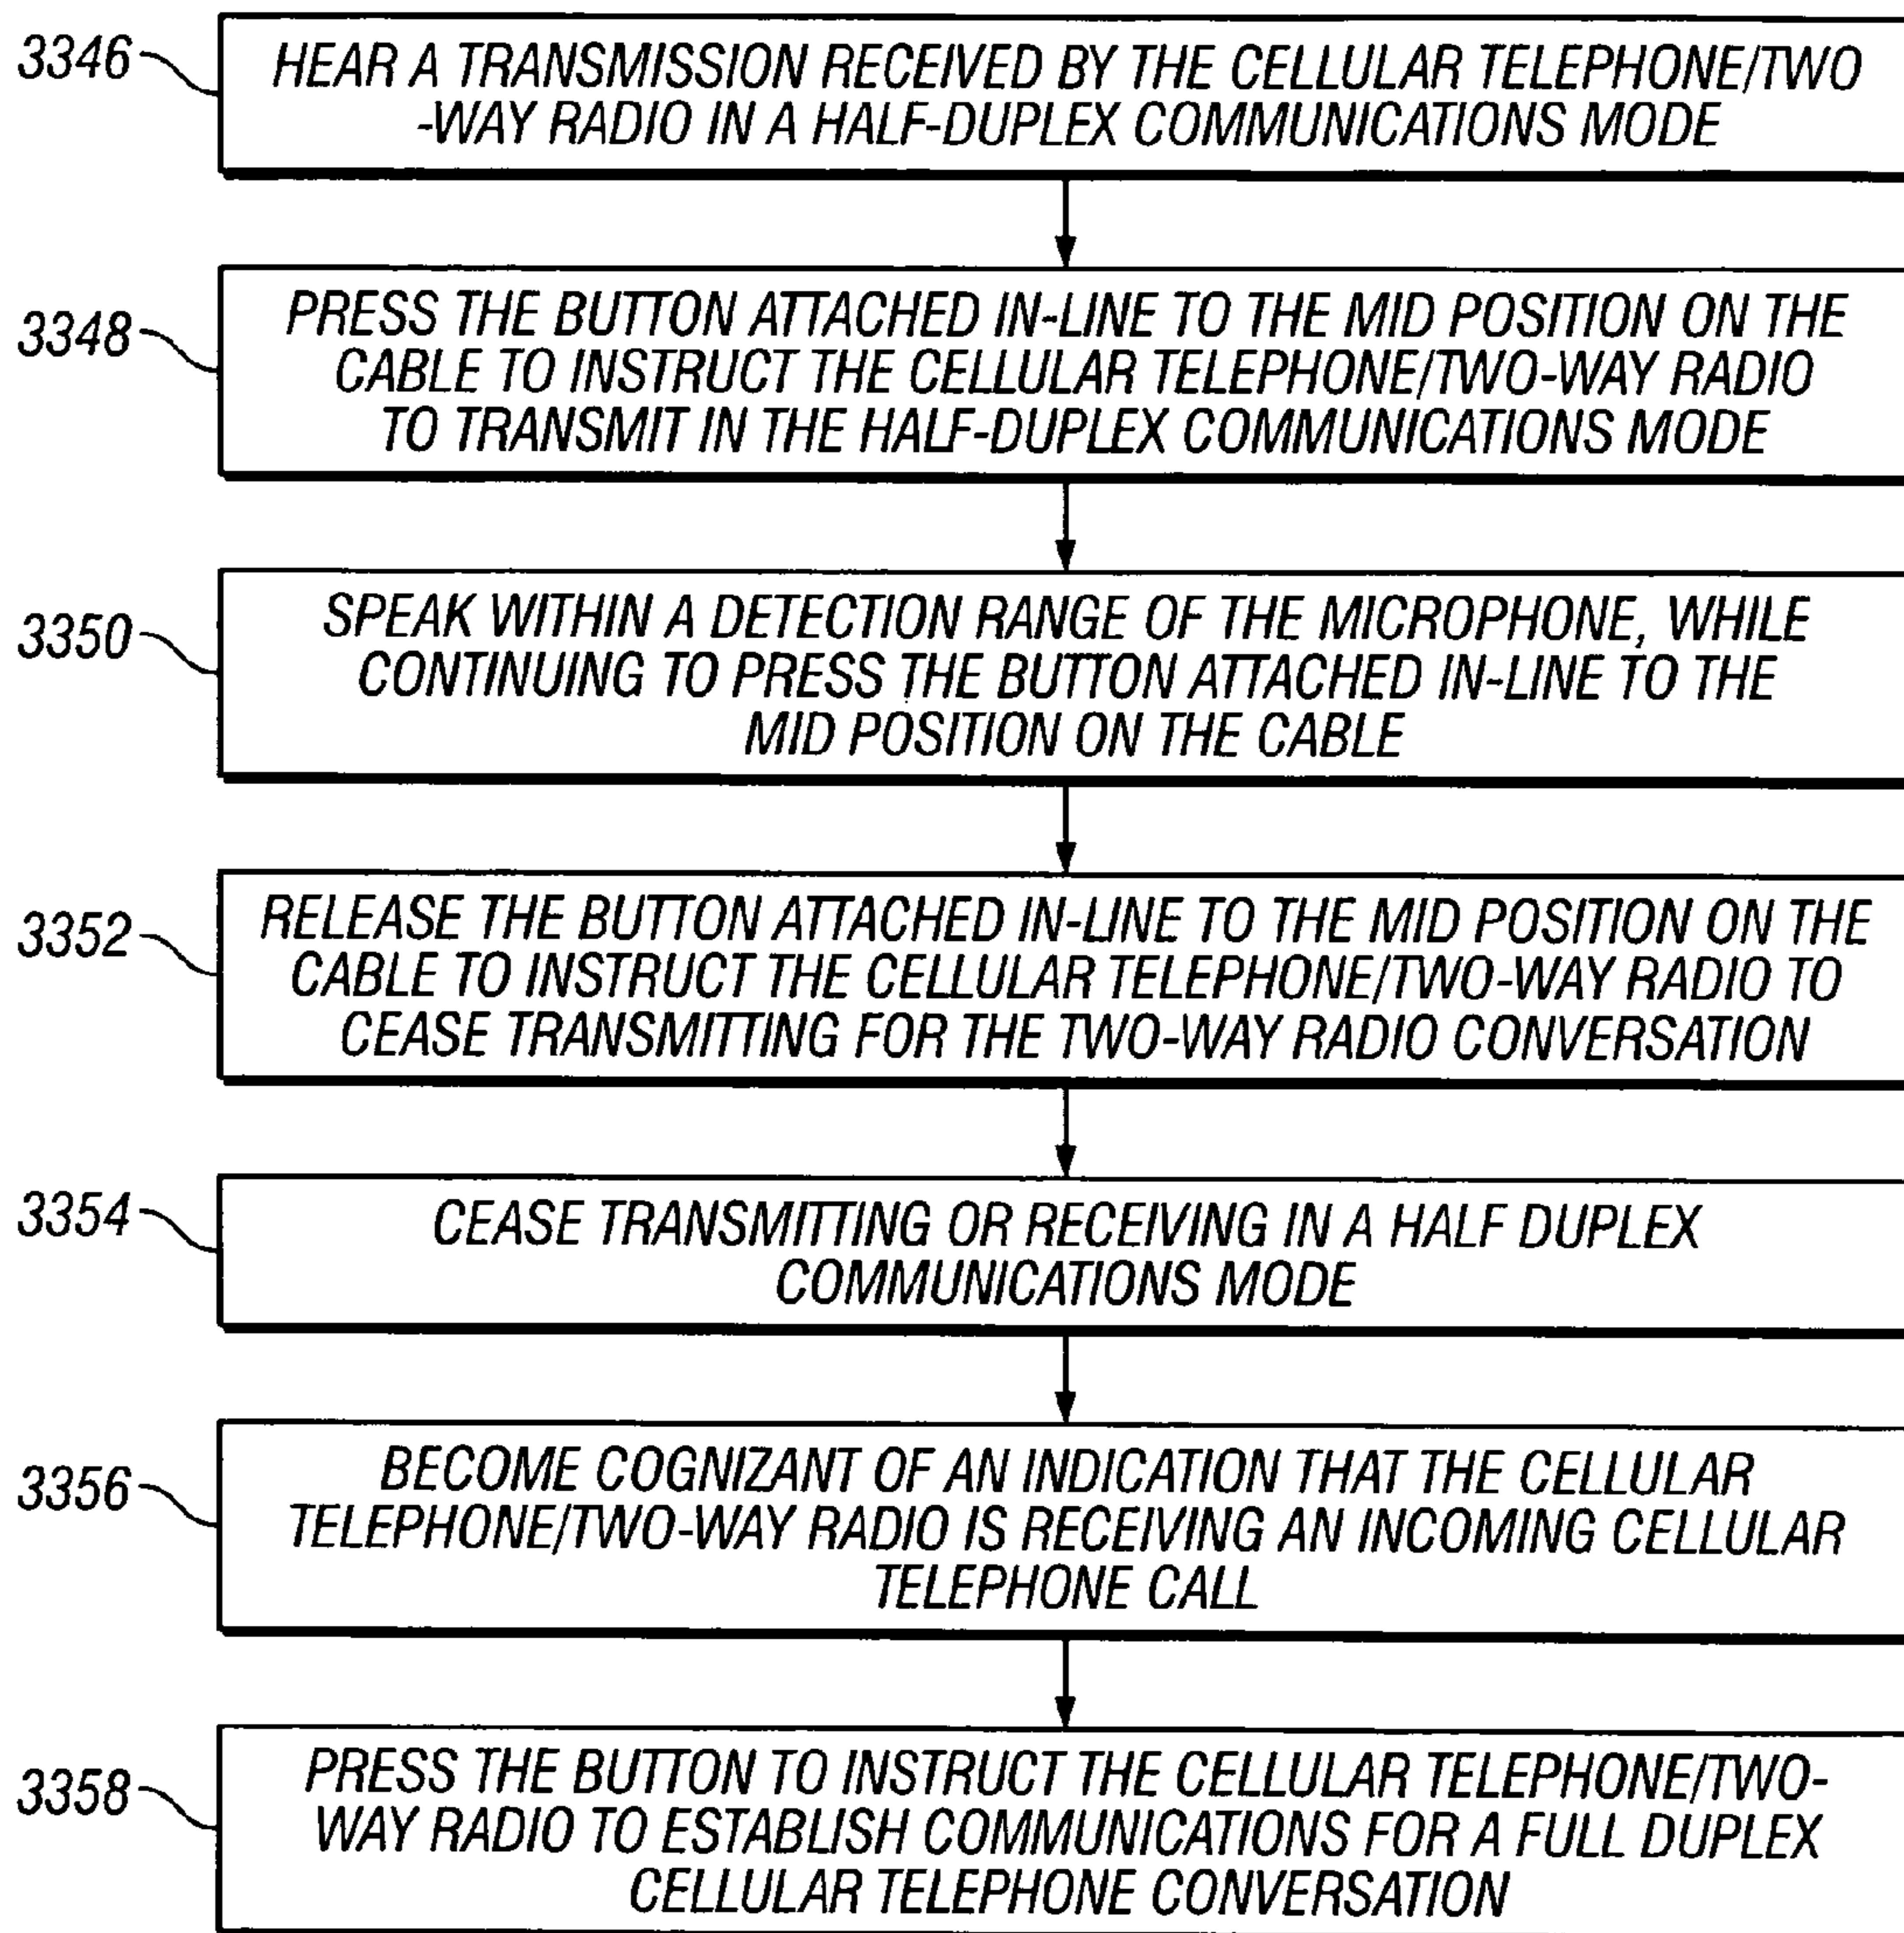 3346
HEAR A TRANSMISSION RECEIVED BY THE CELLULAR TELEPHONE/TWO
-WAY RADIO IN A HALF-DUPLEX COMMUNICATIONS MODE
3348
PRESS THE BUTTON ATTACHED IN-LINE TO THE MID POSITION ON THE
CABLE TO INSTRUCT THE CELLULAR TELEPHONE/TWO-WAY RADIO
TO TRANSMIT IN THE HALF-DUPLEX COMMUNICATIONS MODE
3350
SPEAK WITHIN A DETECTION RANGE OF THE MICROPHONE, WHILE
CONTINUING TO PRESS THE BUTTON ATTACHED IN-LINE TO THE
MID POSITION ON THE CABLE
3352
RELEASE THE BUTTON ATTACHED IN-LINE TO THE MID POSITION ON THE
CABLE TO INSTRUCT THE CELLULAR TELEPHONE/TWO-WAY RADIO TO
CEASE TRANSMITTING FOR THE TWO-WAY RADIO CONVERSATION
3354
CEASE TRANSMITTING OR RECEIVING IN A HALF DUPLEX
COMMUNICATIONS MODE
3356
BECOME COGNIZANT OF AN INDICATION THAT THE CELLULAR
TELEPHONE/TWO-WAY RADIO IS RECEIVING AN INCOMING CELLULAR
TELEPHONE CALL
3358
PRESS THE BUTTON TO INSTRUCT THE CELLULAR TELEPHONE/TWO-
WAY RADIO TO ESTABLISH COMMUNICATIONS FOR A FULL DUPLEX
CELLULAR TELEPHONE CONVERSATION